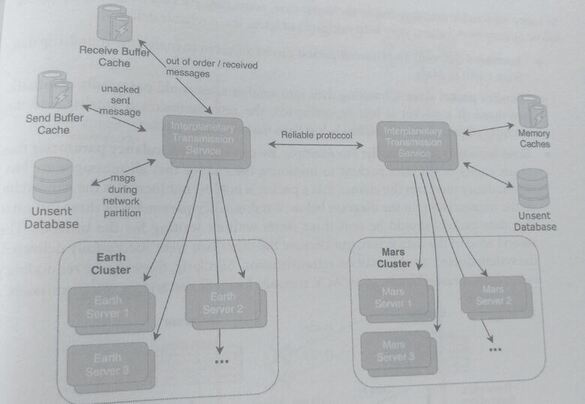 Receive Buffer
Cache
out of order / received
messages
unacked
sent
message
Send Buffer
Cache
Interplanetary
Transmission
Service
Reliable protoccol
Interplanetary
Transmission
Service
Memory
Caches
msgs
during
network
partition
Unsent
Database
Unsent
Database
Earth
Cluster
Mars
Cluster
Earth
Server 1
Earth
Server 2
Mars
Server 1
Mars
Server 2
Earth
Server 3
...
Mars
Server 3
...